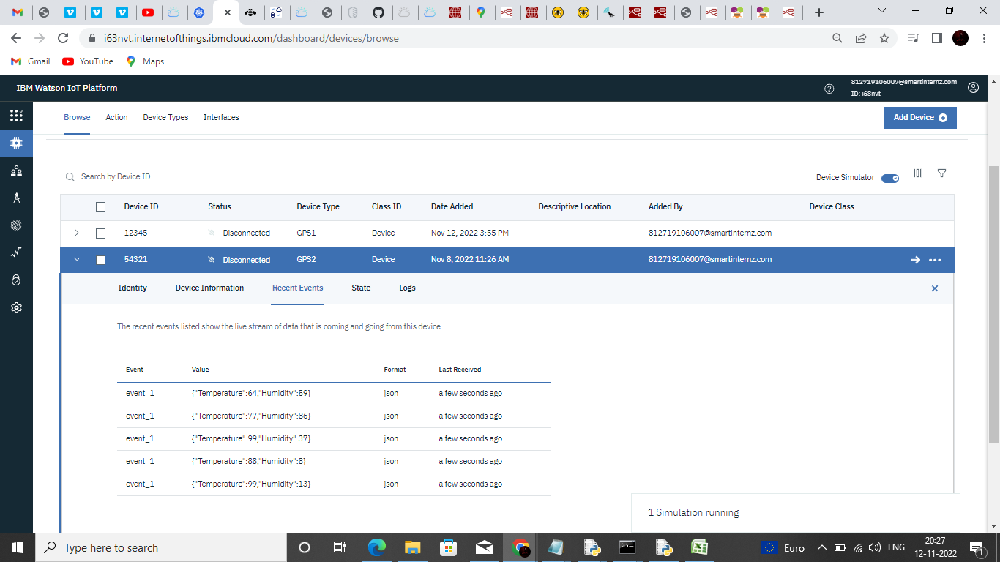 i63nvt.internetofthings.ibmcloud.com/dashboard/devices/browse
Gmail YouTube Maps
IBM Watson IoT Platform
812719106007@smartinternz.com
ID: i63nvt
Browse Action Device Types Interfaces Add Device
Search by Device ID Device Simulator
Device ID Status Device Type Class ID Date Added Descriptive Location Added By Device Class
12345 Disconnected GPS1 Device Nov 12, 2022 3:55 PM 812719106007@smartinternz.com
54321 Disconnected GPS2 Device Nov 8, 2022 11:26 AM 812719106007@smartinternz.com
Identity Device Information Recent Events State Logs
The recent events listed show the live stream of data that is coming and going from this device.
Event Value Format Last Received
event_1 {"Temperature":64,"Humidity":59} json a few seconds ago
event_1 {"Temperature":77,"Humidity":86} json a few seconds ago
event_1 {"Temperature":99,"Humidity":37} json a few seconds ago
event_1 {"Temperature":88,"Humidity":8} json a few seconds ago
event_1 {"Temperature":99,"Humidity":13} json a few seconds ago
1 Simulation running
Type here to search Euro ENG 20:27
12-11-2022 1